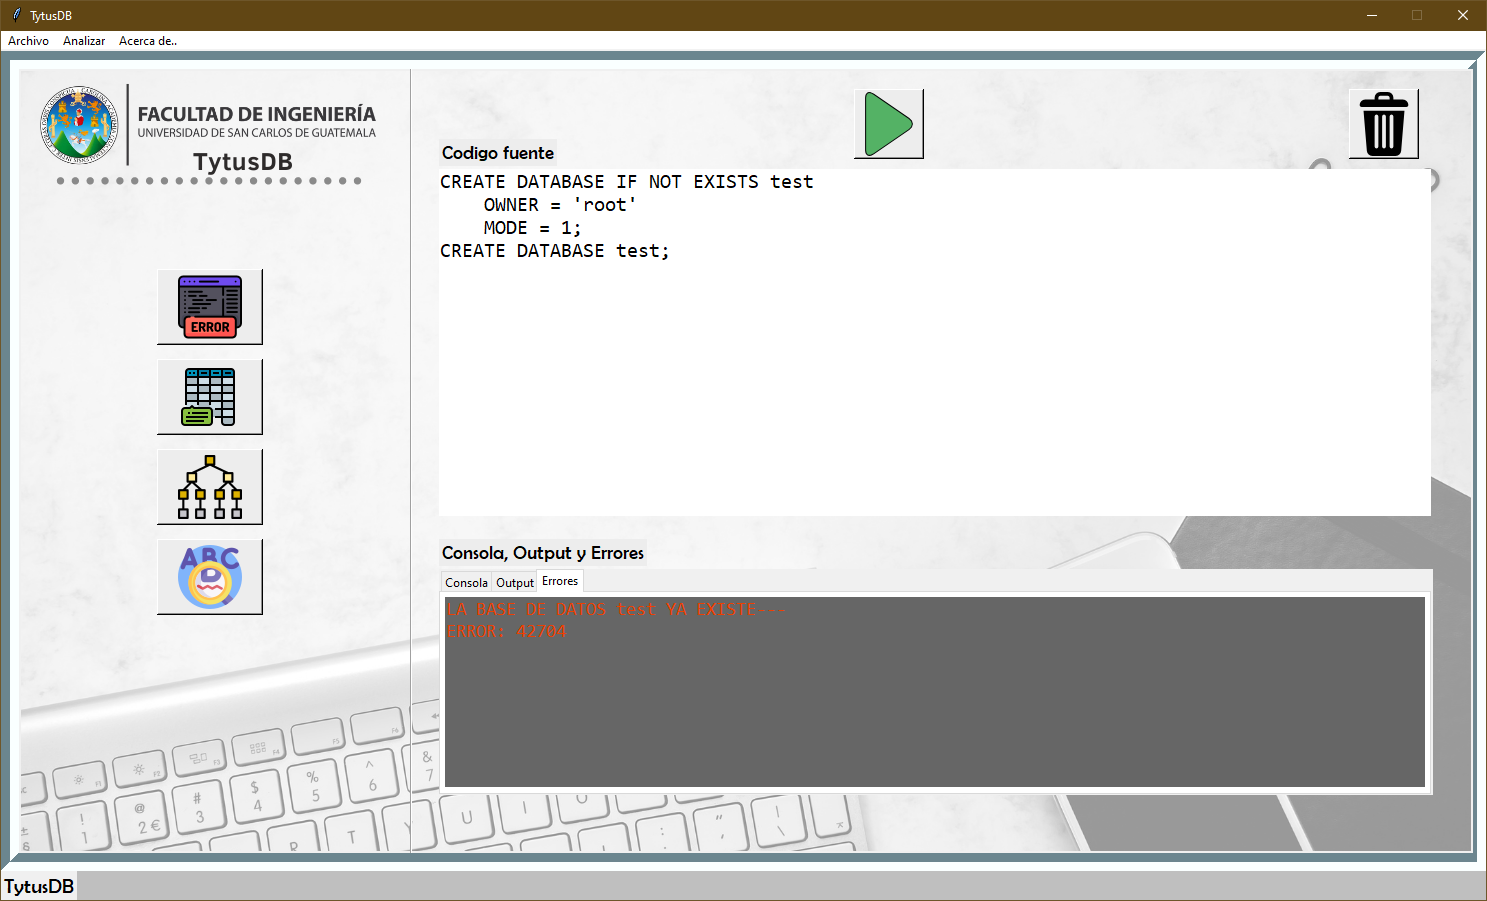 TytusDB
Archivo Analizar Acerca de..
FACULTAD DE INGENIERÍA
UNIVERSIDAD DE SAN CARLOS DE GUATEMALA
TytusDB
Codigo fuente
CREATE DATABASE IF NOT EXISTS test
    OWNER = 'root'
    MODE = 1;
CREATE DATABASE test;
ERROR
ABC
Consola, Output y Errores
Consola Output Errores
LA BASE DE DATOS test YA EXISTE---
ERROR: 42704
TytusDB